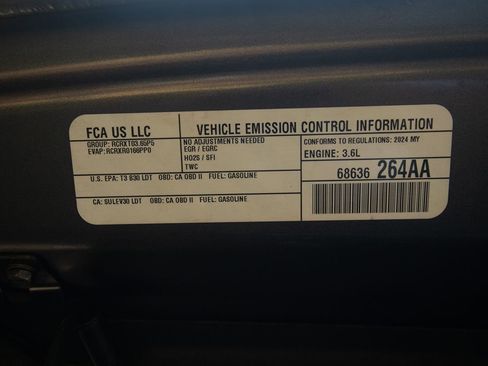 FCA US LLC
GROUP: RCRXT03.65P5
EVAP: RCRXR0166PP0
VEHICLE EMISSION CONTROL INFORMATION
NO ADJUSTMENTS NEEDED
EGR / EGRC
HO2S / SFI
TWC
CONFORMS TO REGULATIONS: 2024 MY
ENGINE: 3.6L
68636 264AA
U.S. EPA: T3 B30 LDT OBD: CA OBD II FUEL: GASOLINE
CA: SULEV30 LDT OBD: CA OBD II FUEL: GASOLINE